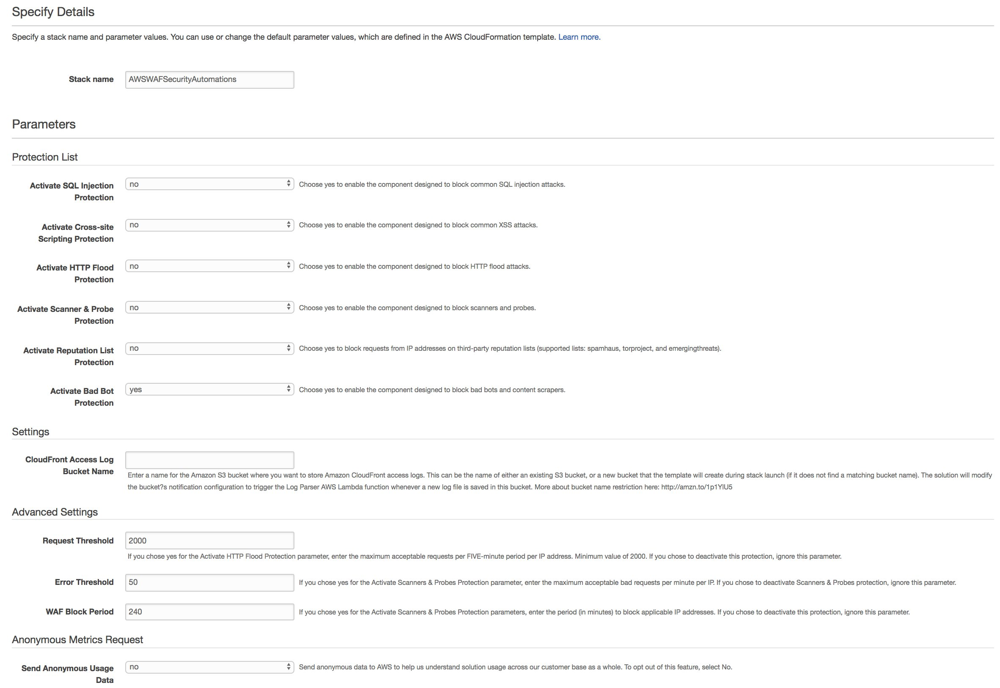 Specify Details
Specify a stack name and parameter values. You can use or change the default parameter values, which are defined in the AWS CloudFormation template. Learn more.
Stack name
AWSWAFSecurityAutomations
Parameters
Protection List
Activate SQL Injection
Protection
no
Choose yes to enable the component designed to block common SQL injection attacks.
Activate Cross-site
Scripting Protection
no
Choose yes to enable the component designed to block common XSS attacks.
Activate HTTP Flood
Protection
no
Choose yes to enable the component designed to block HTTP flood attacks.
Activate Scanner & Probe
Protection
no
Choose yes to enable the component designed to block scanners and probes.
Activate Reputation List
Protection
no
Choose yes to block requests from IP addresses on third-party reputation lists (supported lists: spamhaus, torproject, and emergingthreats).
Activate Bad Bot
Protection
yes
Choose yes to enable the component designed to block bad bots and content scrapers.
Settings
CloudFront Access Log
Bucket Name
Enter a name for the Amazon S3 bucket where you want to store Amazon CloudFront access logs. This can be the name of either an existing S3 bucket, or a new bucket that the template will create during stack launch (if it does not find a matching bucket name). The solution will modify
the bucket?s notification configuration to trigger the Log Parser AWS Lambda function whenever a new log file is saved in this bucket. More about bucket name restriction here: http://amzn.to/1p1YlU5
Advanced Settings
Request Threshold
2000
If you chose yes for the Activate HTTP Flood Protection parameter, enter the maximum acceptable requests per FIVE-minute period per IP address. Minimum value of 2000. If you chose to deactivate this protection, ignore this parameter.
Error Threshold
50
If you chose yes for the Activate Scanners & Probes Protection parameter, enter the maximum acceptable bad requests per minute per IP. If you chose to deactivate Scanners & Probes protection, ignore this parameter.
WAF Block Period
240
If you chose yes for the Activate Scanners & Probes Protection parameters, enter the period (in minutes) to block applicable IP addresses. If you chose to deactivate this protection, ignore this parameter.
Anonymous Metrics Request
Send Anonymous Usage
Data
no
Send anonymous data to AWS to help us understand solution usage across our customer base as a whole. To opt out of this feature, select No.